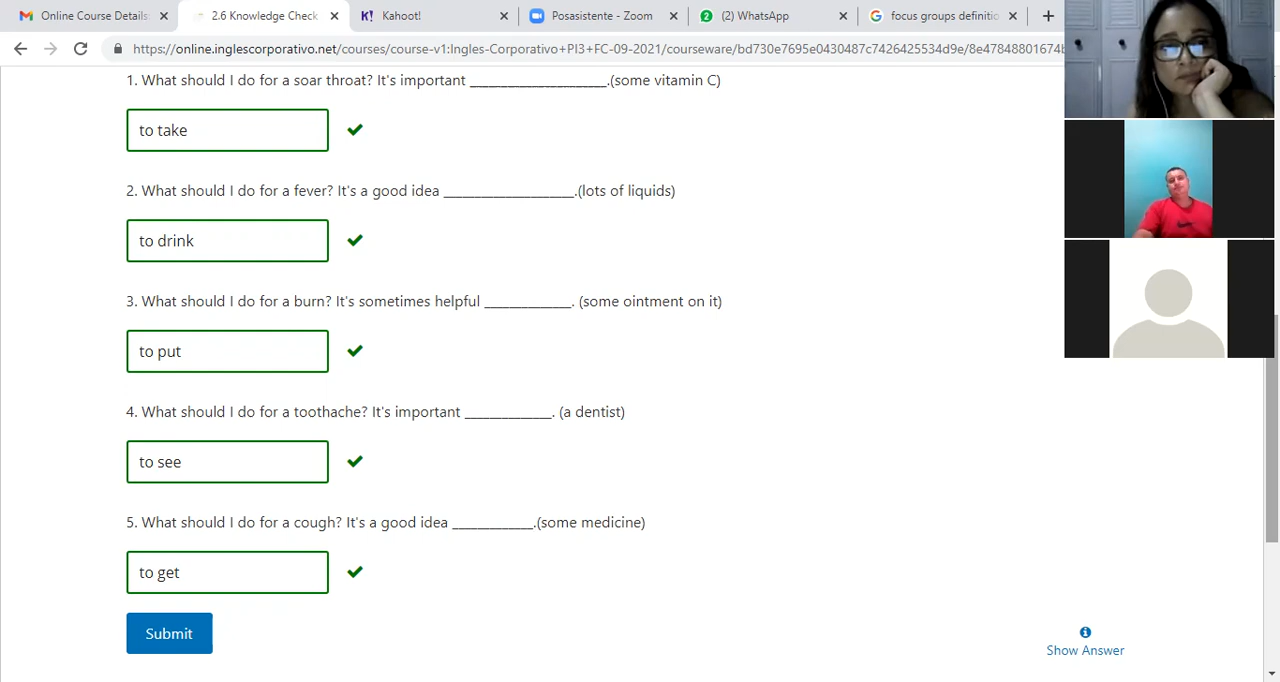 Online Course Details
2.6 Knowledge Check
K! Kahoot!
Posasistente - Zoom
2 (2) WhatsApp
focus groups definitio
https://online.inglescorporativo.net/courses/course-v1:Ingles-Corporativo+PI3+FC-09-2021/courseware/bd730e7695e0430487c7426425534d9e/8e47848801674b
1. What should I do for a soar throat? It's important ____________________.(some vitamin C)
to take
2. What should I do for a fever? It's a good idea ___________________.(lots of liquids)
to drink
3. What should I do for a burn? It's sometimes helpful _____________. (some ointment on it)
to put
4. What should I do for a toothache? It's important _____________. (a dentist)
to see
5. What should I do for a cough? It's a good idea ____________.(some medicine)
to get
Submit
Show Answer